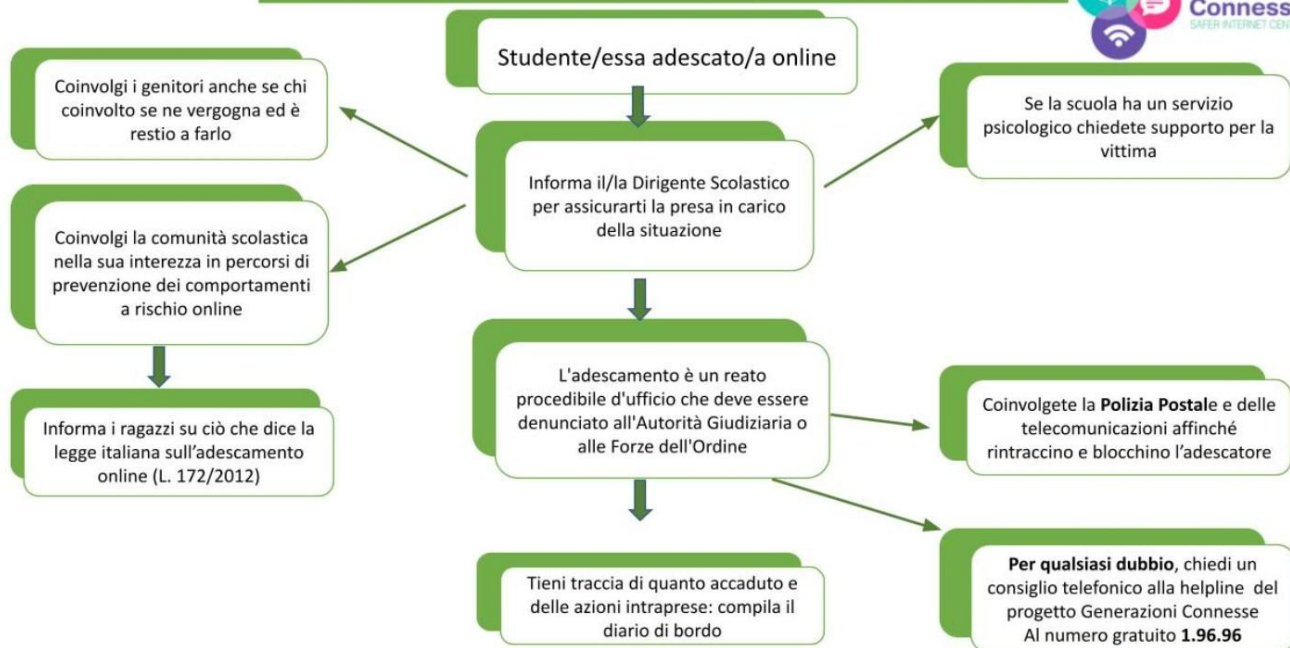 Conness
SAFER INTERNET CENT
Studente/essa adescato/a online
Coinvolgi i genitori anche se chi
coinvolto se ne vergogna ed è
restio a farlo
Se la scuola ha un servizio
psicologico chiedete supporto per la
vittima
Informa il/la Dirigente Scolastico
per assicurarti la presa in carico
della situazione
Coinvolgi la comunità scolastica
nella sua interezza in percorsi di
prevenzione dei comportamenti
a rischio online
L'adescamento è un reato
procedibile d'ufficio che deve essere
denunciato all'Autorità Giudiziaria o
alle Forze dell'Ordine
Coinvolgete la Polizia Postale e delle
telecomunicazioni affinché
rintraccino e blocchino l’adescatore
Informa i ragazzi su ciò che dice la
legge italiana sull’adescamento
online (L. 172/2012)
Tieni traccia di quanto accaduto e
delle azioni intraprese: compila il
diario di bordo
Per qualsiasi dubbio, chiedi un
consiglio telefonico alla helpline del
progetto Generazioni Connesse
Al numero gratuito 1.96.96